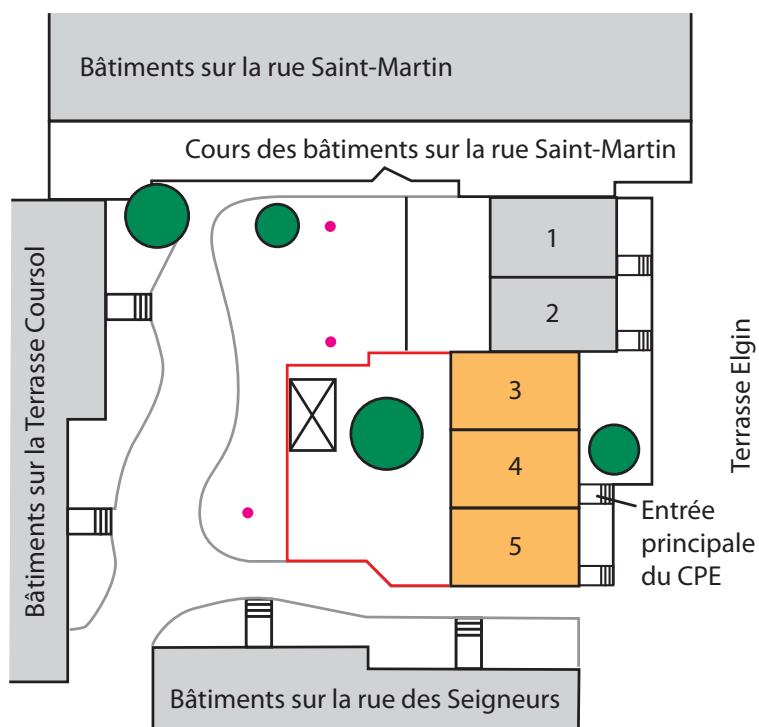 Bâtiments sur la rue Saint-Martin
Cours des bâtiments sur la rue Saint-Martin
Bâtiments sur la Terrasse Coursol
1
2
3
4
5
Terrasse Elgin
Entrée
principale
du CPE
Bâtiments sur la rue des Seigneurs